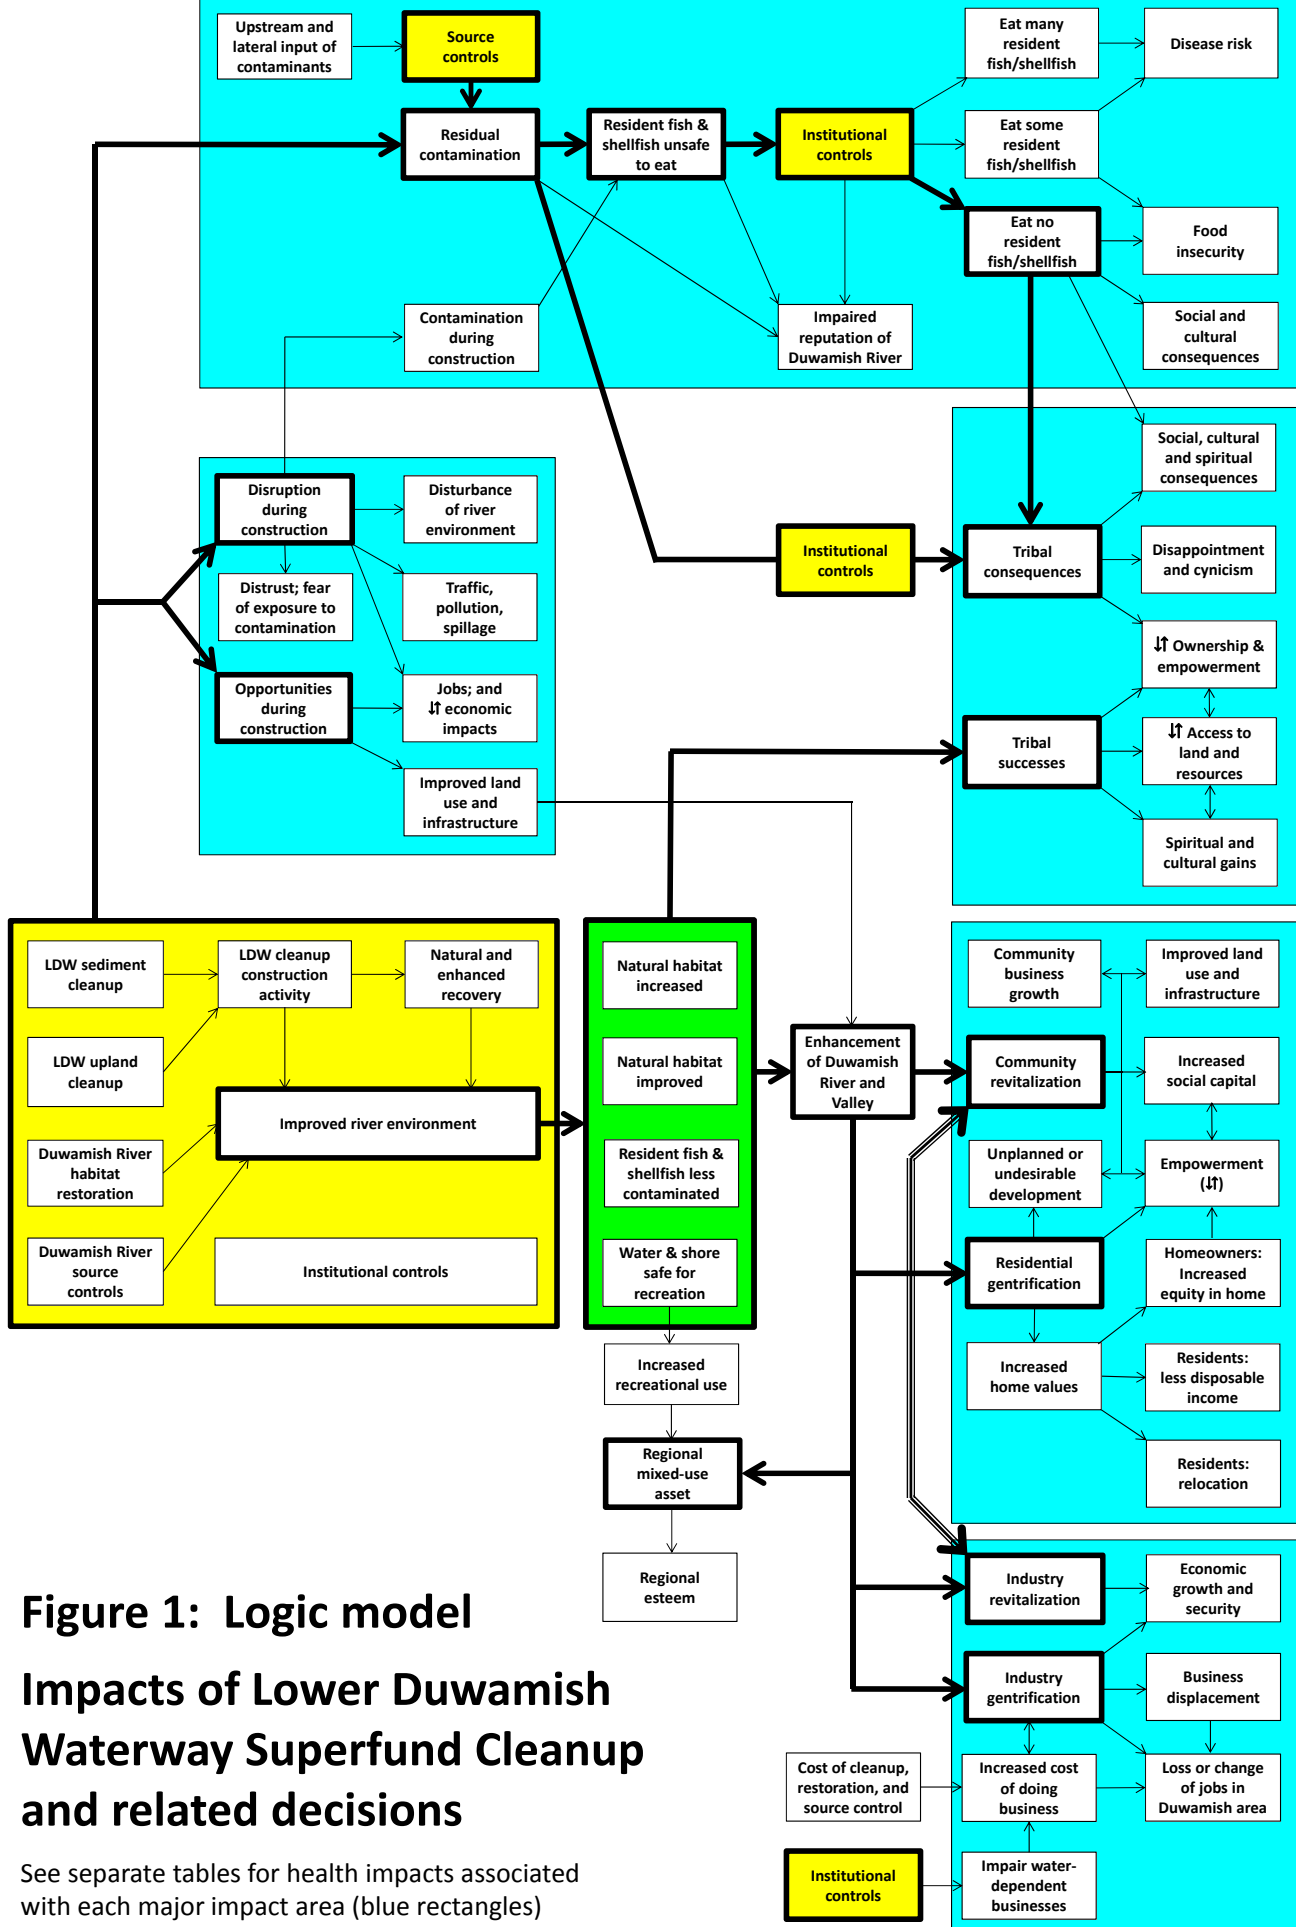 Upstream and
lateral input of
contaminants
Source
controls
Eat many
resident
fish/shellfish
Disease risk
Residual
contamination
Resident fish &
shellfish unsafe
to eat
Institutional
controls
Eat some
resident
fish/shellfish
Eat no
resident
fish/shellfish
Food
insecurity
Contamination
during
construction
Impaired
reputation of
Duwamish River
Social and
cultural
consequences
Disruption
during
construction
Disturbance
of river
environment
Distrust; fear
of exposure to
contamination
Traffic,
pollution,
spillage
Opportunities
during
construction
Jobs; and
↓↑ economic
impacts
Improved land
use and
infrastructure
Institutional
controls
Tribal
consequences
Social, cultural
and spiritual
consequences
Disappointment
and cynicism
↓↑ Ownership &
empowerment
Tribal
successes
↓↑ Access to
land and
resources
Spiritual and
cultural gains
LDW sediment
cleanup
LDW cleanup
construction
activity
Natural and
enhanced
recovery
LDW upland
cleanup
Improved river environment
Duwamish River
habitat
restoration
Duwamish River
source
controls
Institutional controls
Natural habitat
increased
Natural habitat
improved
Resident fish &
shellfish less
contaminated
Water & shore
safe for
recreation
Increased
recreational use
Regional
mixed-use
asset
Regional
esteem
Enhancement
of Duwamish
River and
Valley
Community
business
growth
Improved land
use and
infrastructure
Community
revitalization
Increased
social capital
Unplanned or
undesirable
development
Empowerment
(↓↑)
Residential
gentrification
Homeowners:
Increased
equity in home
Increased
home values
Residents:
less disposable
income
Residents:
relocation
Industry
revitalization
Economic
growth and
security
Industry
gentrification
Business
displacement
Cost of cleanup,
restoration, and
source control
Increased cost
of doing
business
Loss or change
of jobs in
Duwamish area
Institutional
controls
Impair water-
dependent
businesses
Figure 1:  Logic model
Impacts of Lower Duwamish
Waterway Superfund Cleanup
and related decisions
See separate tables for health impacts associated
with each major impact area (blue rectangles)